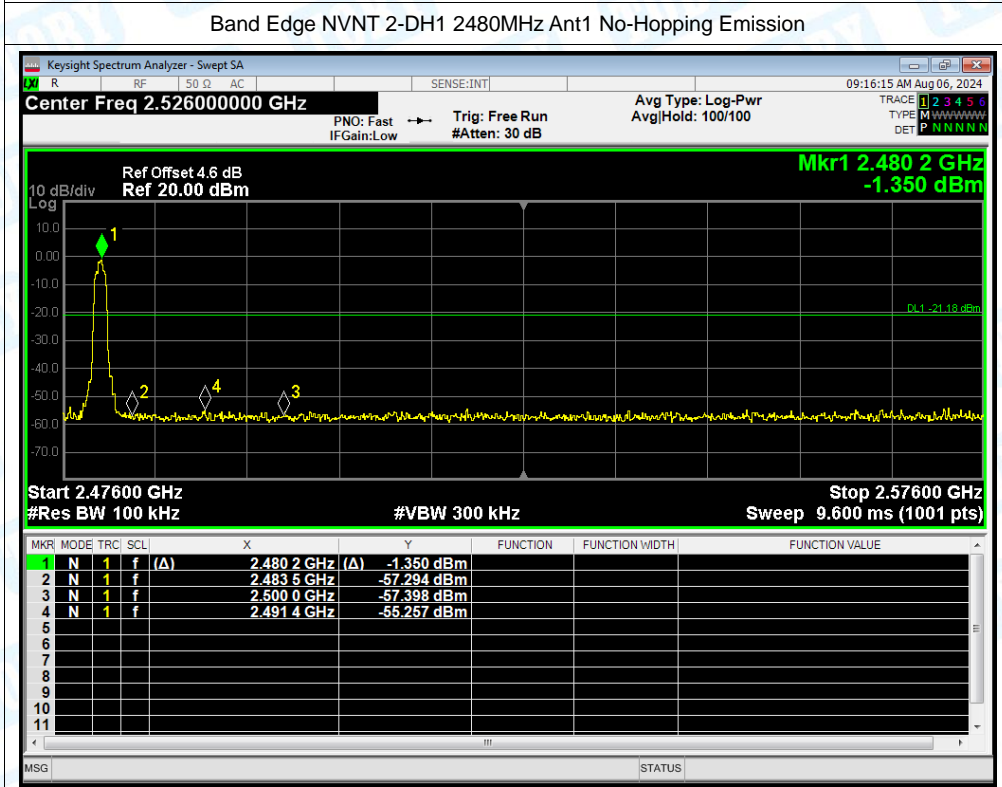 Band Edge NVNT 2-DH1 2480MHz Ant1 No-Hopping Emission
Keysight Spectrum Analyzer - Swept SA
LXI R RF 50 Ω AC SENSE:INT 09:16:15 AM Aug 06, 2024
Center Freq 2.526000000 GHz
PNO: Fast
IFGain:Low
Trig: Free Run
#Atten: 30 dB
Avg Type: Log-Pwr
Avg|Hold: 100/100
TRACE 1 2 3 4 5 6
TYPE M W W W W W
DET P N N N N N
Mkr1 2.480 2 GHz
-1.350 dBm
Ref Offset 4.6 dB
10 dB/div Ref 20.00 dBm
Log
10.0
0.00
-10.0
-20.0
-30.0
-40.0
-50.0
-60.0
-70.0
1
2
4
3
DL1 -21.18 dBm
Start 2.47600 GHz Stop 2.57600 GHz
#Res BW 100 kHz #VBW 300 kHz Sweep 9.600 ms (1001 pts)
MKR MODE TRC SCL X Y FUNCTION FUNCTION WIDTH FUNCTION VALUE
1 N 1 f (Δ) 2.480 2 GHz (Δ) -1.350 dBm
2 N 1 f 2.483 5 GHz -57.294 dBm
3 N 1 f 2.500 0 GHz -57.398 dBm
4 N 1 f 2.491 4 GHz -55.257 dBm
5
6
7
8
9
10
11
MSG STATUS